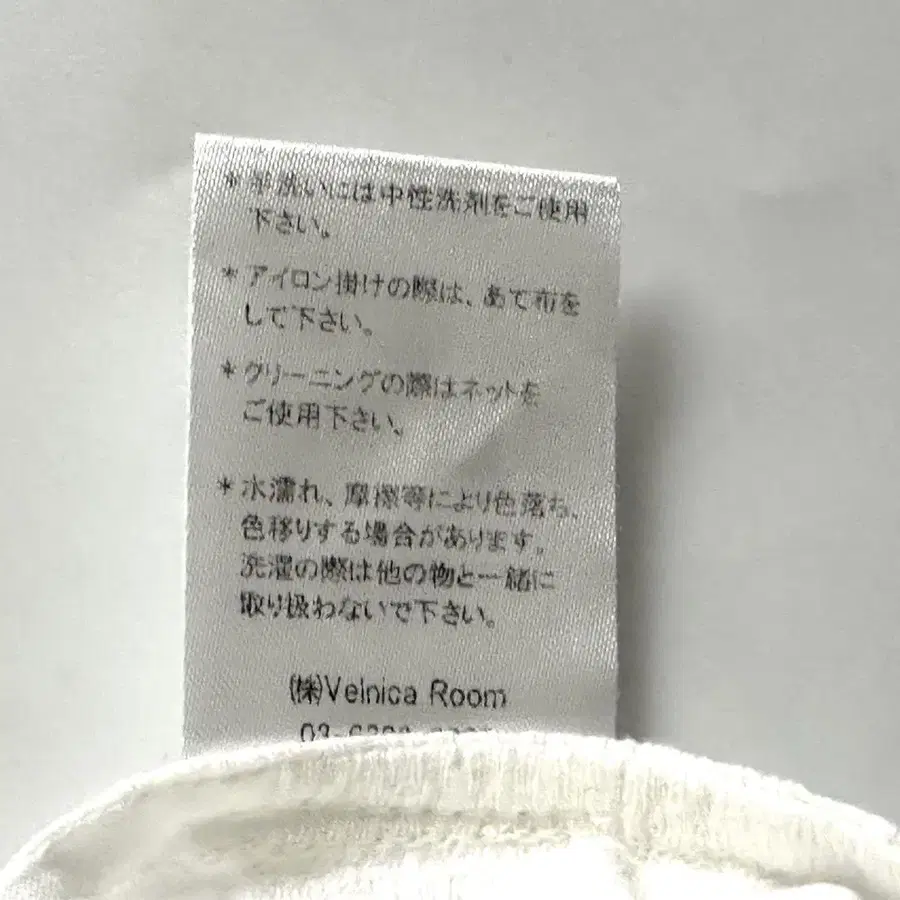 *手洗いには中性洗剤をご使用
下さい。
*アイロン掛けの際は、あて布を
して下さい。
*クリーニングの際はネットを
ご使用下さい。
*水濡れ、摩擦等により色落ち、
色移りする場合があります。
洗濯の際は他の物と一緒に
取り扱わないで下さい。
㈱Velnica Room
03-